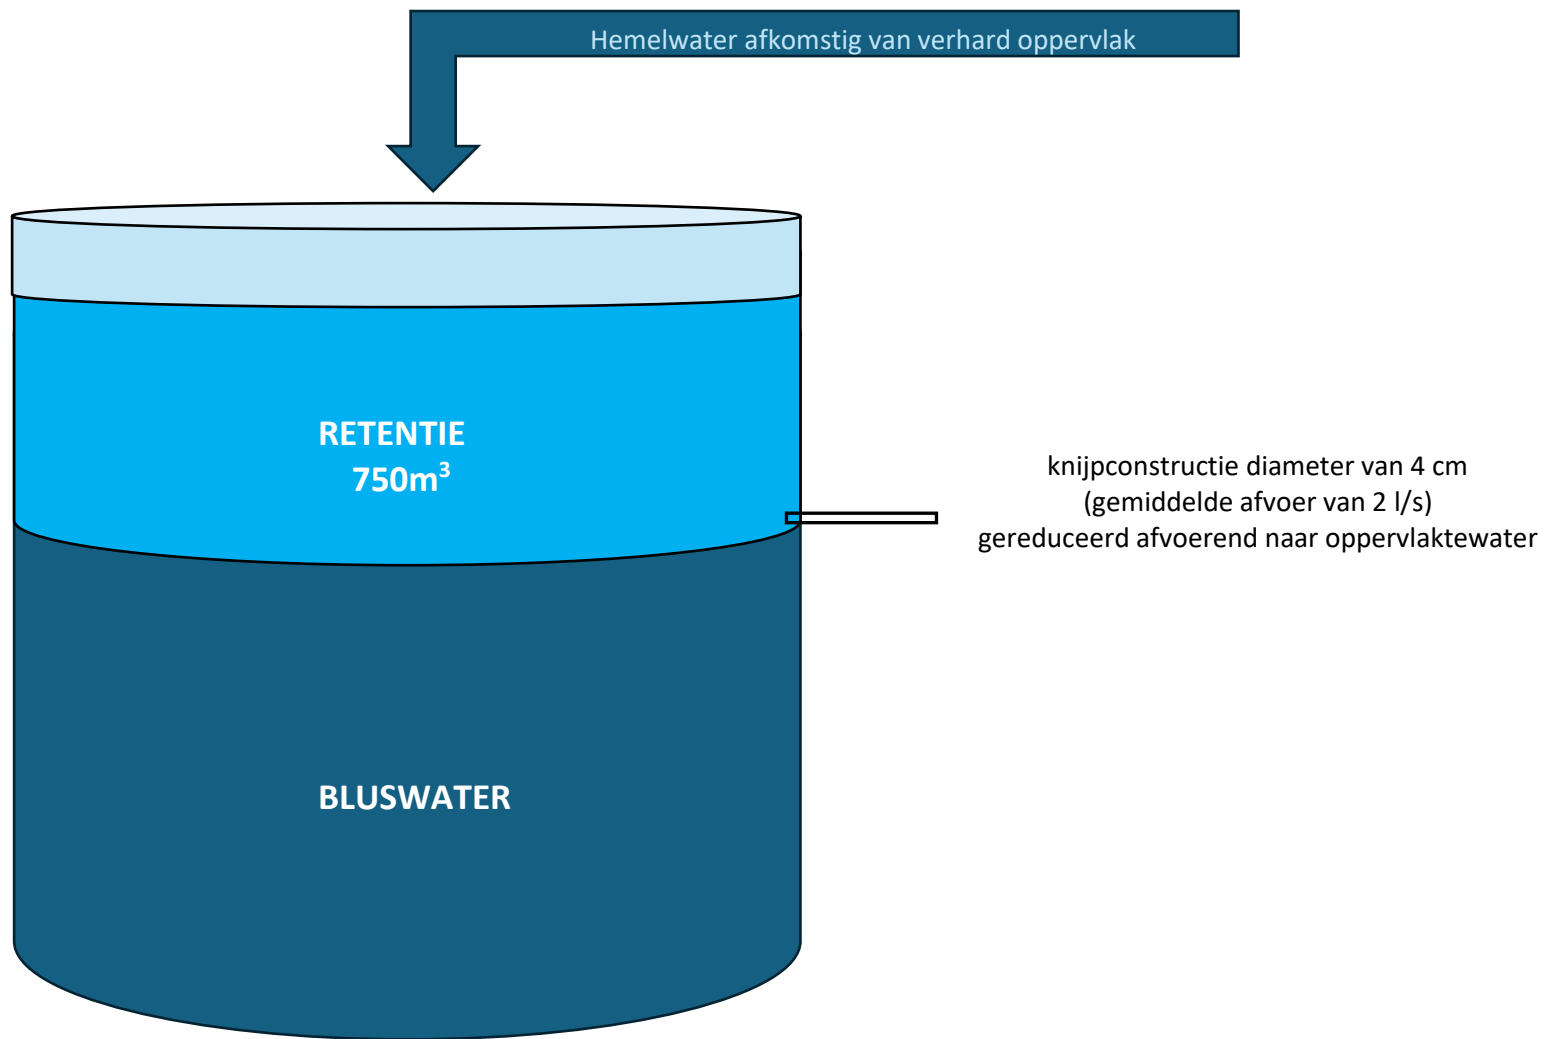 Hemelwater afkomstig van verhard oppervlak
RETENTIE
750m³
knijpconstructie diameter van 4 cm
(gemiddelde afvoer van 2 l/s)
gereduceerd afvoerend naar oppervlaktewater
BLUSWATER